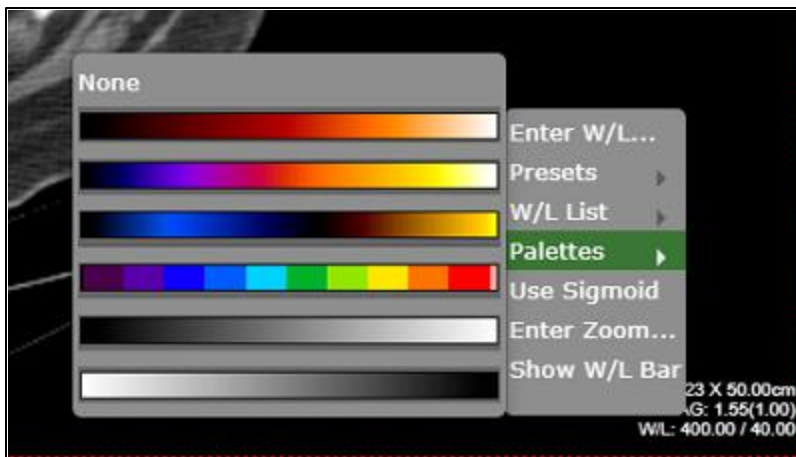 None
Enter W/L...
Presets
W/L List
Palettes
Use Sigmoid
Enter Zoom...
Show W/L Bar
23 X 50.00cm
G: 1.55(1.00)
W/L: 400.00 / 40.00